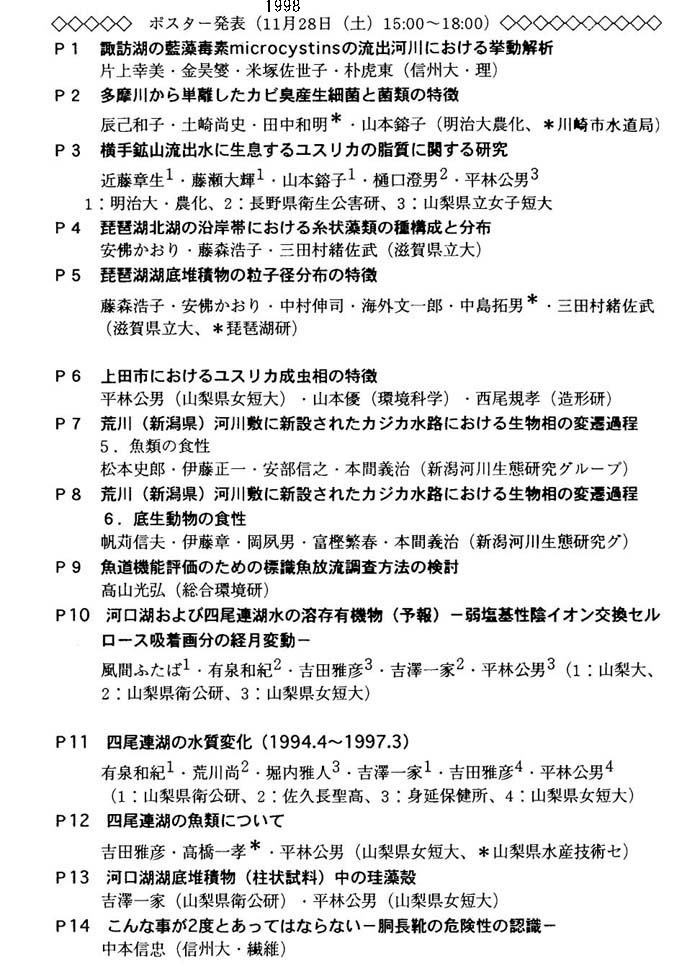 1998
◇◇◇◇◇ ポスター発表（11月28日（土）15:00～18:00）◇◇◇◇◇◇◇◇◇◇
P1 諏訪湖の藍藻毒素microcystinsの流出河川における挙動解析
片上幸美・金昊燮・米塚佐世子・朴虎東（信州大・理）
P2 多摩川から単離したカビ臭産生細菌と菌類の特徴
辰己和子・土崎尚史・田中和明*・山本鎔子（明治大農化、*川崎市水道局）
P3 横手鉱山流出水に生息するユスリカの脂質に関する研究
近藤章生1・藤瀬大輝1・山本鎔子1・樋口澄男2・平林公男3
1：明治大・農化、2：長野県衛生公害研、3：山梨県立女子短大
P4 琵琶湖北湖の沿岸帯における糸状藻類の種構成と分布
安佛かおり・藤森浩子・三田村緒佐武（滋賀県立大）
P5 琵琶湖湖底堆積物の粒子径分布の特徴
藤森浩子・安佛かおり・中村伸司・海外文一郎・中島拓男*・三田村緒佐武
（滋賀県立大、*琵琶湖研）
P6 上田市におけるユスリカ成虫相の特徴
平林公男（山梨県女短大）・山本優（環境科学）・西尾規孝（造形研）
P7 荒川（新潟県）河川敷に新設されたカジカ水路における生物相の変遷過程
5．魚類の食性
松本史郎・伊藤正一・安部信之・本間義治（新潟河川生態研究グループ）
P8 荒川（新潟県）河川敷に新設されたカジカ水路における生物相の変遷過程
6．底生動物の食性
帆苅信夫・伊藤章・岡夙男・富樫繁春・本間義治（新潟河川生態研究グ）
P9 魚道機能評価のための標識魚放流調査方法の検討
高山光弘（総合環境研）
P10 河口湖および四尾連湖水の溶存有機物（予報）－弱塩基性陰イオン交換セル
ロース吸着画分の経月変動－
風間ふたば1・有泉和紀2・吉田雅彦3・吉澤一家2・平林公男3（1：山梨大、
2：山梨県衛公研、3：山梨県女短大）
P11 四尾連湖の水質変化（1994.4～1997.3）
有泉和紀1・荒川尚2・堀内雅人3・吉澤一家1・吉田雅彦4・平林公男4
（1：山梨県衛公研、2：佐久長聖高、3：身延保健所、4：山梨県女短大）
P12 四尾連湖の魚類について
吉田雅彦・高橋一孝*・平林公男（山梨県女短大、*山梨県水産技術セ）
P13 河口湖湖底堆積物（柱状試料）中の珪藻殻
吉澤一家（山梨県衛公研）・平林公男（山梨県女短大）
P14 こんな事が2度とあってはならない－胴長靴の危険性の認識－
中本信忠（信州大・繊維）